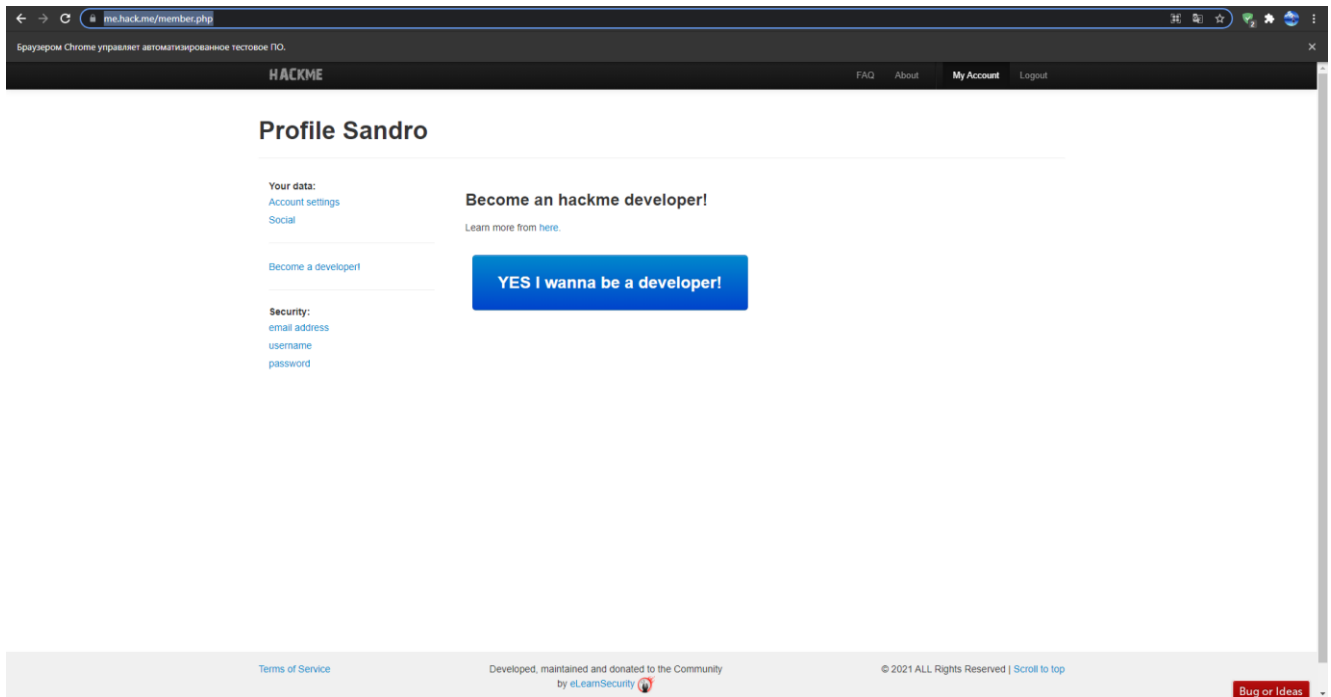 me.hack.me/member.php
Браузером Chrome управляет автоматизированное тестовое ПО.
HACKME
FAQ About My Account Logout
Profile Sandro
Your data:
Account settings
Social
Become a developer!
Security:
email address
username
password
Become an hackme developer!
Learn more from here.
YES I wanna be a developer!
Terms of Service
Developed, maintained and donated to the Community
by eLearnSecurity
© 2021 ALL Rights Reserved | Scroll to top
Bug or Ideas